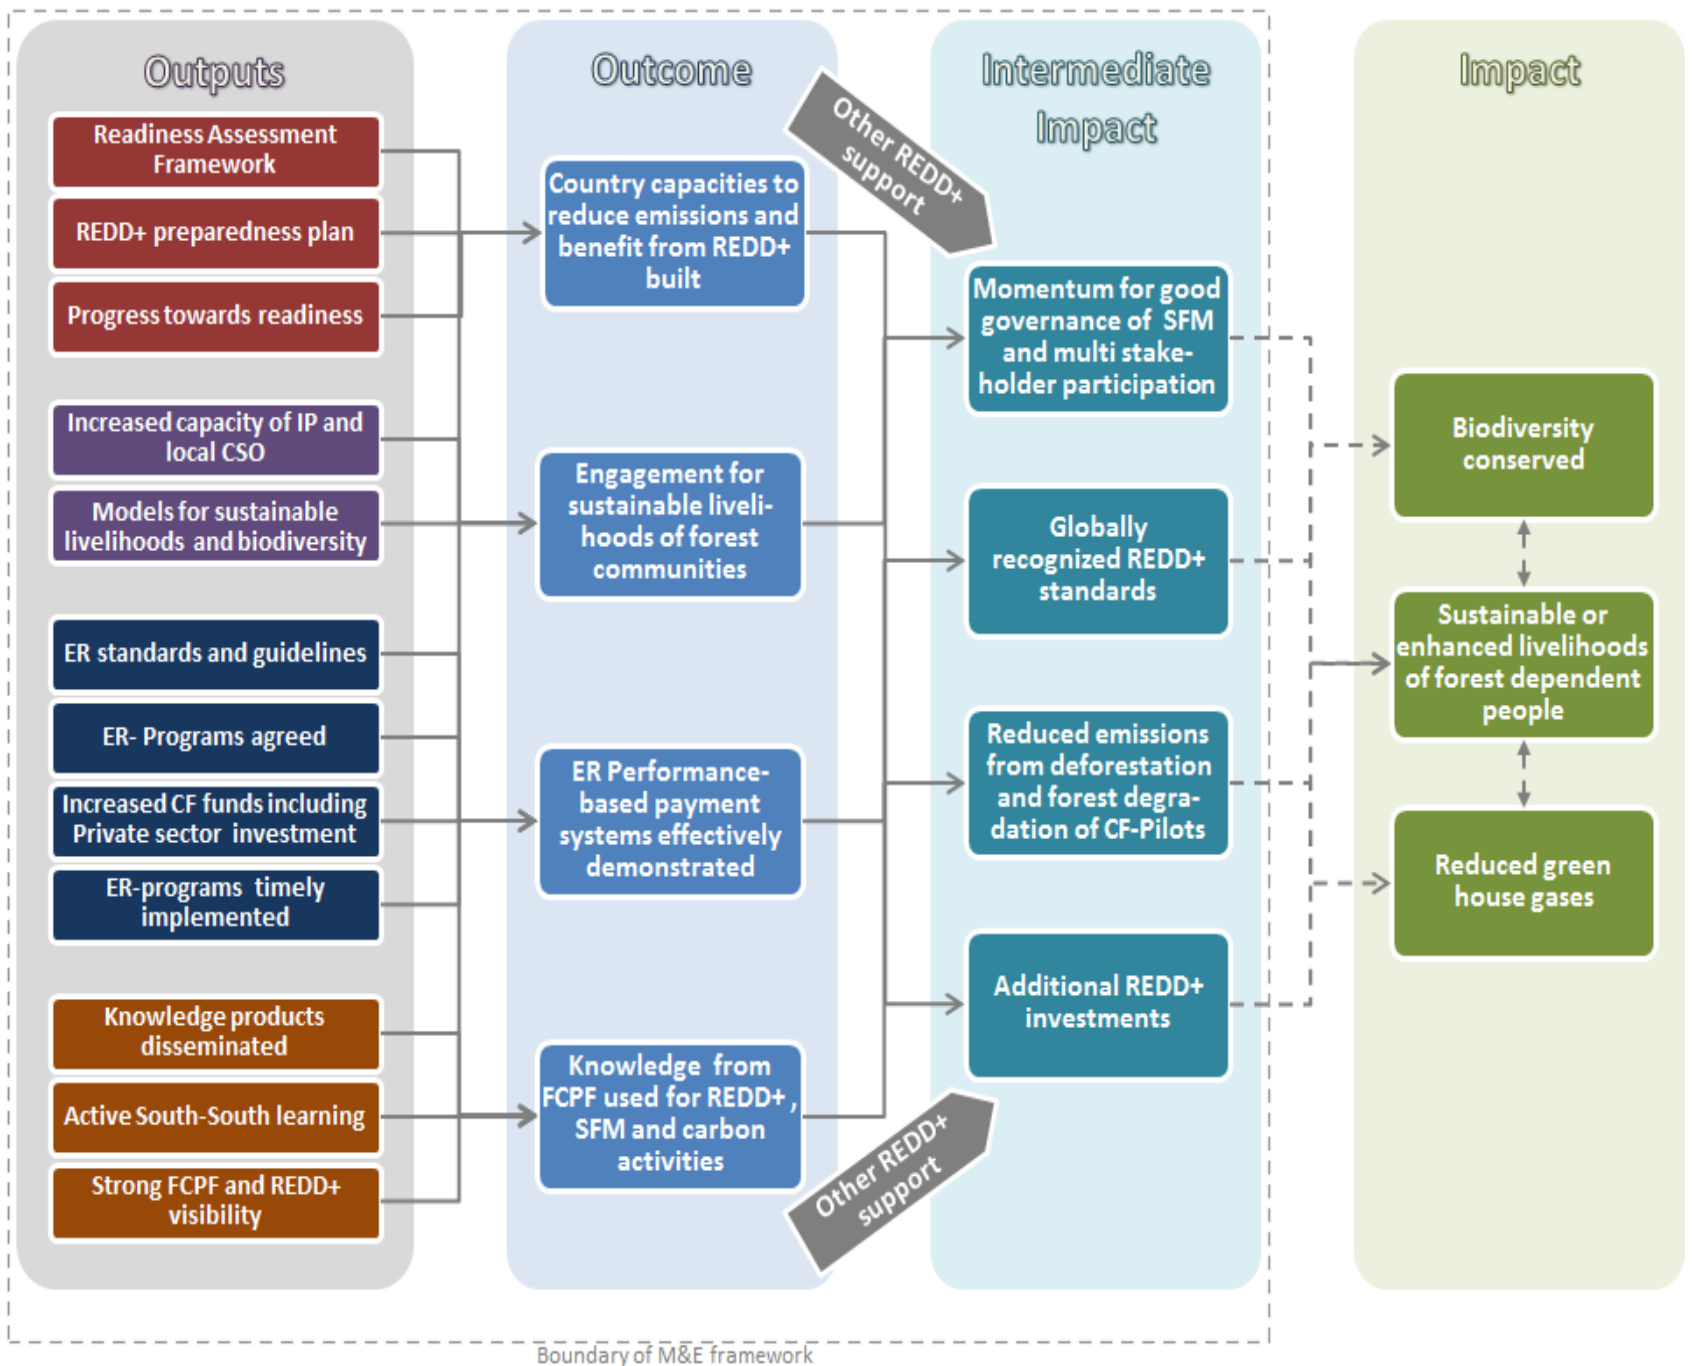 Outputs
Readiness Assessment
Framework
REDD+ preparedness plan
Progress towards readiness
Increased capacity of IP and
local CSO
Models for sustainable
livelihoods and biodiversity
ER standards and guidelines
ER- Programs agreed
Increased CF funds including
Private sector investment
ER-programs timely
implemented
Knowledge products
disseminated
Active South-South learning
Strong FCPF and REDD+
visibility
Outcome
Country capacities to
reduce emissions and
benefit from REDD+
built
Engagement for
sustainable liveli-
hoods of forest
communities
ER Performance-
based payment
systems effectively
demonstrated
Knowledge from
FCPF used for REDD+ ,
SFM and carbon
activities
Other REDD+
support
Other REDD+
support
Intermediate
Impact
Momentum for good
governance of SFM
and multi stake-
holder participation
Globally
recognized REDD+
standards
Reduced emissions
from deforestation
and forest degra-
dation of CF-Pilots
Additional REDD+
investments
Impact
Biodiversity
conserved
Sustainable or
enhanced livelihoods
of forest dependent
people
Reduced green
house gases
Boundary of M&E framework